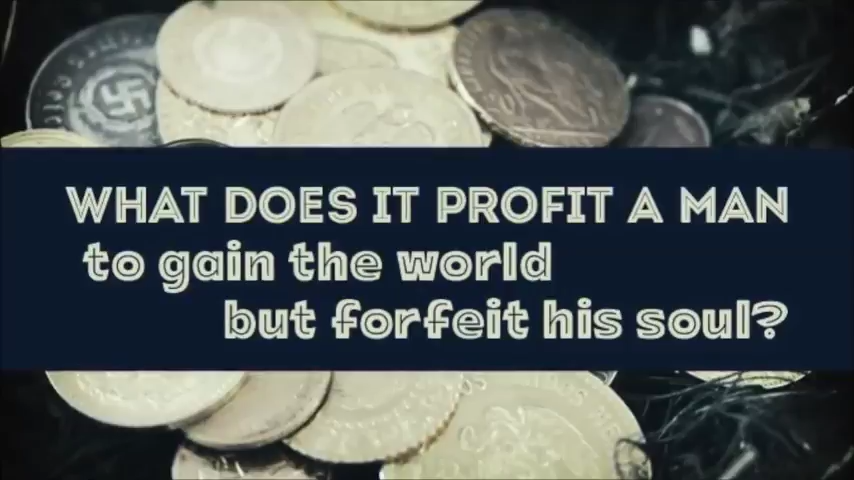 WHAT DOES IT PROFIT A MAN
to gain the world
but forfeit his soul?